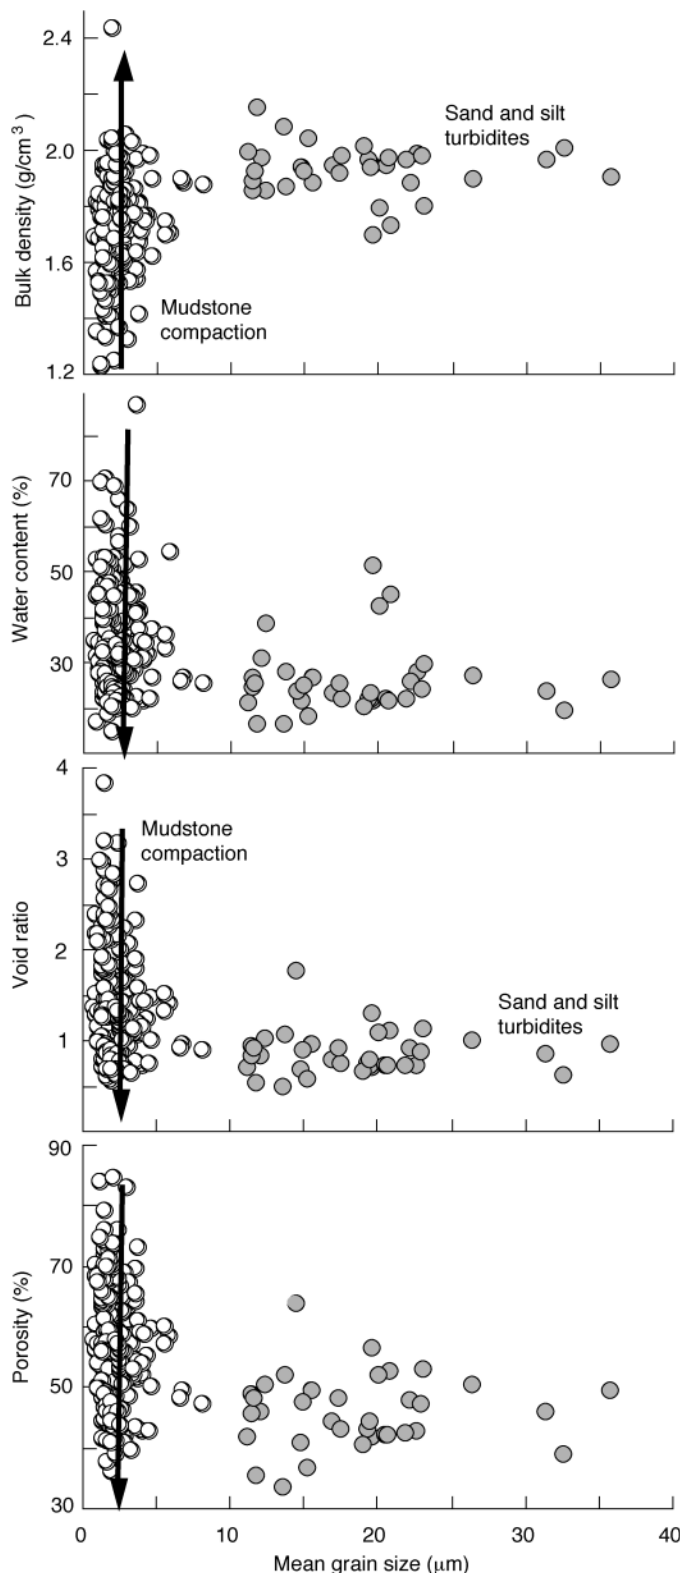 2.4
2.0
1.6
1.2
Bulk density (g/cm³)
Sand and silt
turbidites
Mudstone
compaction
70
50
30
Water content (%)
4
3
2
1
Void ratio
Mudstone
compaction
Sand and silt
turbidites
90
70
50
30
Porosity (%)
0 10 20 30 40
Mean grain size (μm)